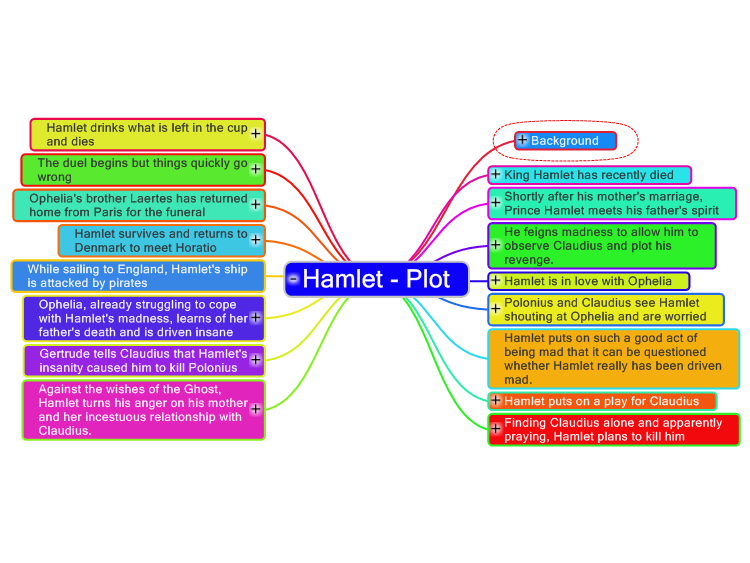 Hamlet - Plot
Background
King Hamlet has recently died
Shortly after his mother's marriage,
Prince Hamlet meets his father's spirit
He feigns madness to allow him to
observe Claudius and plot his
revenge.
Hamlet is in love with Ophelia
Polonius and Claudius see Hamlet
shouting at Ophelia and are worried
Hamlet puts on such a good act of
being mad that it can be questioned
whether Hamlet really has been driven
mad.
Hamlet puts on a play for Claudius
Finding Claudius alone and apparently
praying, Hamlet plans to kill him
Hamlet drinks what is left in the cup
and dies
The duel begins but things quickly go
wrong
Ophelia's brother Laertes has returned
home from Paris for the funeral
Hamlet survives and returns to
Denmark to meet Horatio
While sailing to England, Hamlet's ship
is attacked by pirates
Ophelia, already struggling to cope
with Hamlet's madness, learns of her
father's death and is driven insane
Gertrude tells Claudius that Hamlet's
insanity caused him to kill Polonius
Against the wishes of the Ghost,
Hamlet turns his anger on his mother
and her incestuous relationship with
Claudius.